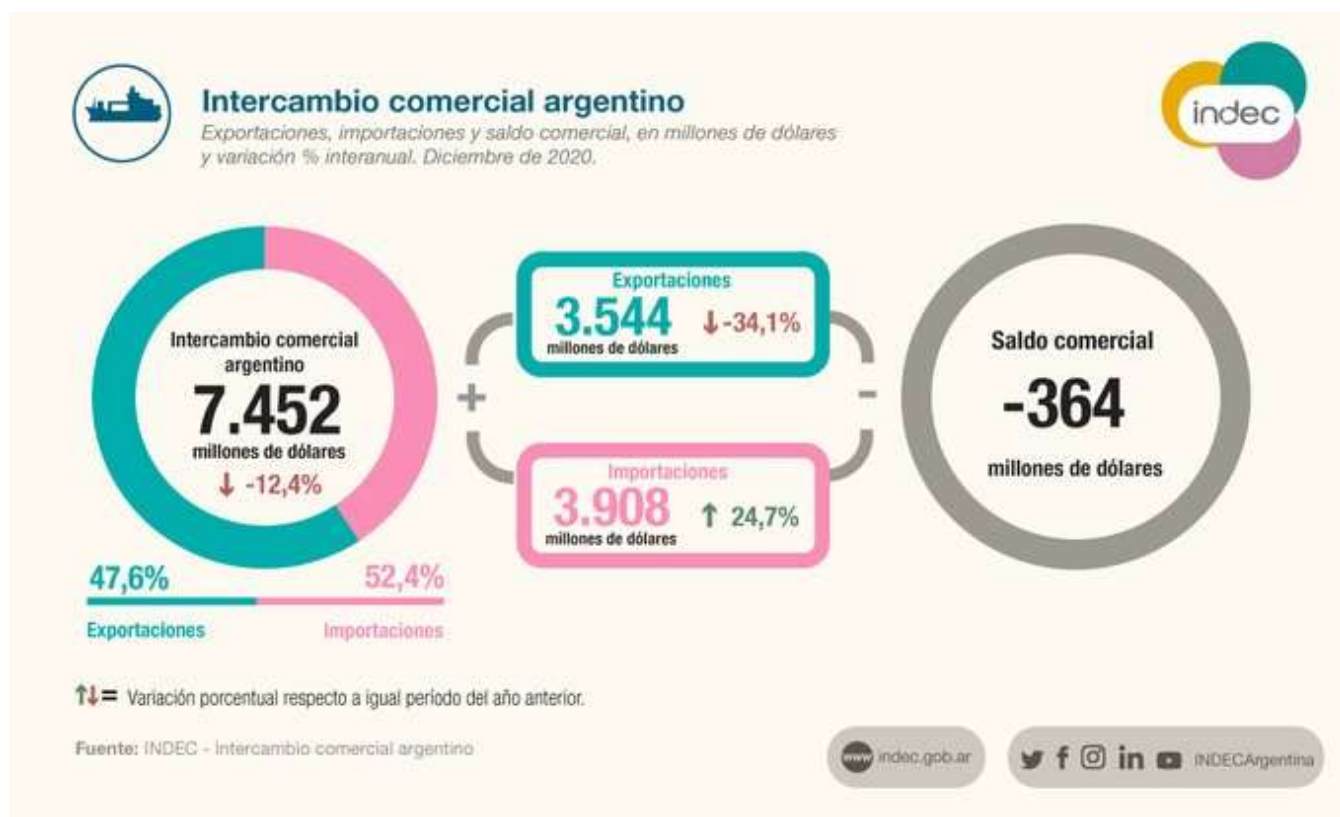 Intercambio comercial argentino
Exportaciones, importaciones y saldo comercial, en millones de dólares
y variación % interanual. Diciembre de 2020.
indec
Intercambio comercial
argentino
7.452
millones de dólares
↓ -12,4%
47,6%
52,4%
Exportaciones
Importaciones
+
Exportaciones
3.544 ↓-34,1%
millones de dólares
Importaciones
3.908 ↑ 24,7%
millones de dólares
-
Saldo comercial
-364
millones de dólares
↑↓= Variación porcentual respecto a igual período del año anterior.
Fuente: INDEC - Intercambio comercial argentino
www indec.gob.ar
INDECArgentina